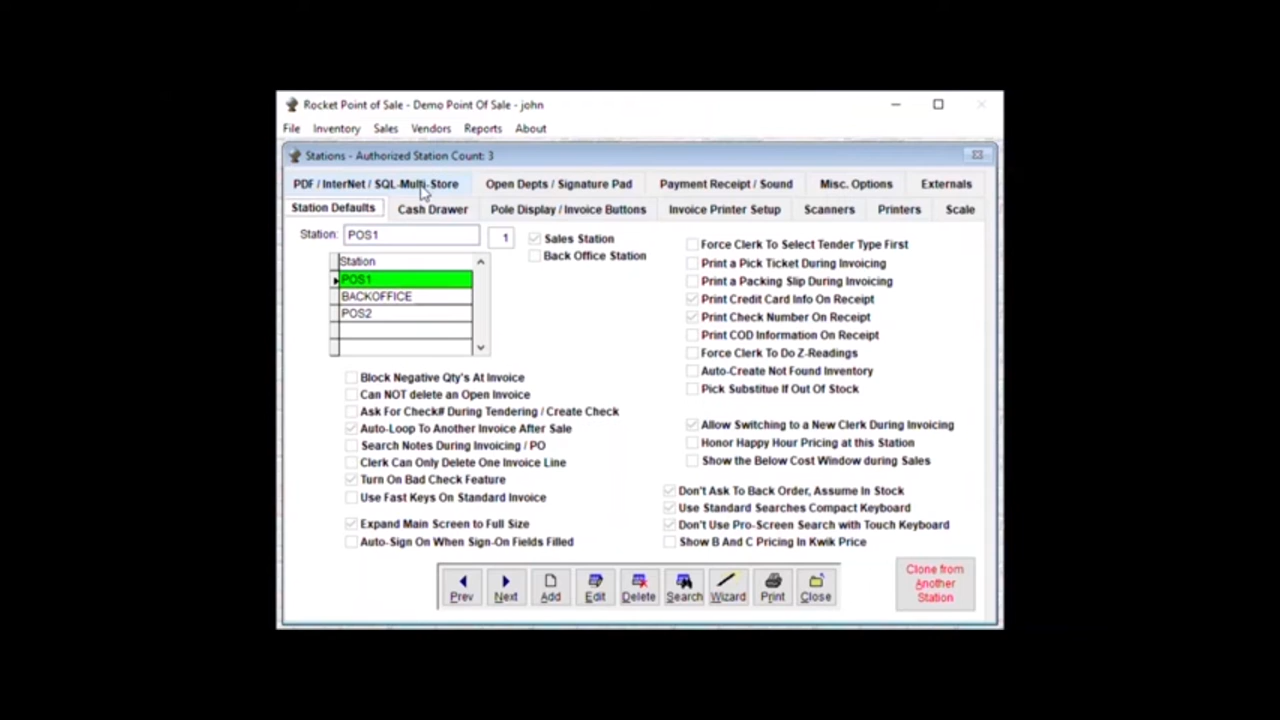 Rocket Point of Sale - Demo Point Of Sale - john
File Inventory Sales Vendors Reports About
Stations - Authorized Station Count: 3
PDF / InterNet / SQL-Multi-Store Open Depts / Signature Pad Payment Receipt / Sound Misc. Options Externals
Station Defaults Cash Drawer Pole Display / Invoice Buttons Invoice Printer Setup Scanners Printers Scale
Station: POS1 1
Station
POS1
BACKOFFICE
POS2
Sales Station
Back Office Station
Block Negative Qty's At Invoice
Can NOT delete an Open Invoice
Ask For Check# During Tendering / Create Check
Auto-Loop To Another Invoice After Sale
Search Notes During Invoicing / PO
Clerk Can Only Delete One Invoice Line
Turn On Bad Check Feature
Use Fast Keys On Standard Invoice
Expand Main Screen to Full Size
Auto-Sign On When Sign-On Fields Filled
Force Clerk To Select Tender Type First
Print a Pick Ticket During Invoicing
Print a Packing Slip During Invoicing
Print Credit Card Info On Receipt
Print Check Number On Receipt
Print COD Information On Receipt
Force Clerk To Do Z-Readings
Auto-Create Not Found Inventory
Pick Substitue If Out Of Stock
Allow Switching to a New Clerk During Invoicing
Honor Happy Hour Pricing at this Station
Show the Below Cost Window during Sales
Don't Ask To Back Order, Assume In Stock
Use Standard Searches Compact Keyboard
Don't Use Pro-Screen Search with Touch Keyboard
Show B And C Pricing In Kwik Price
Prev Next Add Edit Delete Search Wizard Print Close
Clone from
Another
Station